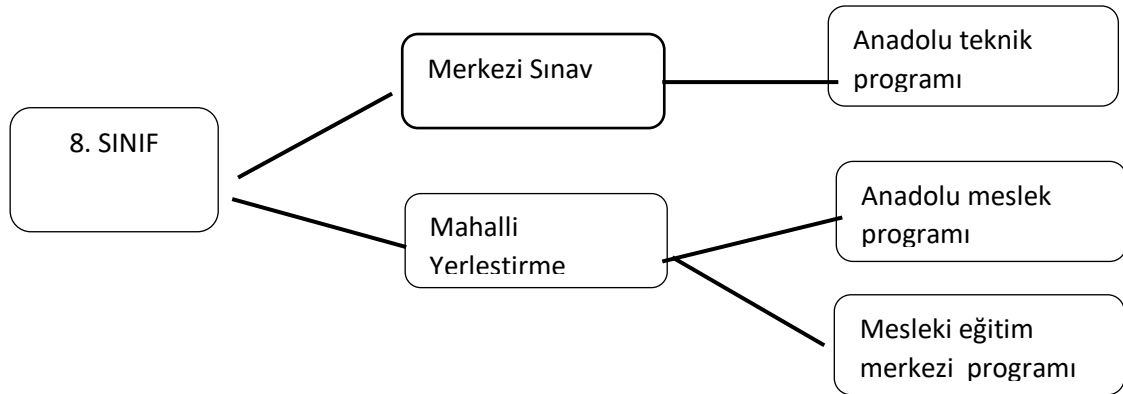 8. SINIF
Merkezi Sınav
Anadolu teknik
programı
Mahalli
Yerlestirme
Anadolu meslek
programı
Mesleki eğitim
merkezi programı